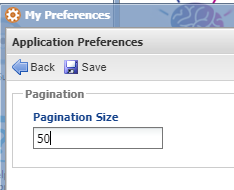 My Preferences
Application Preferences
Back Save
Pagination
Pagination Size
50